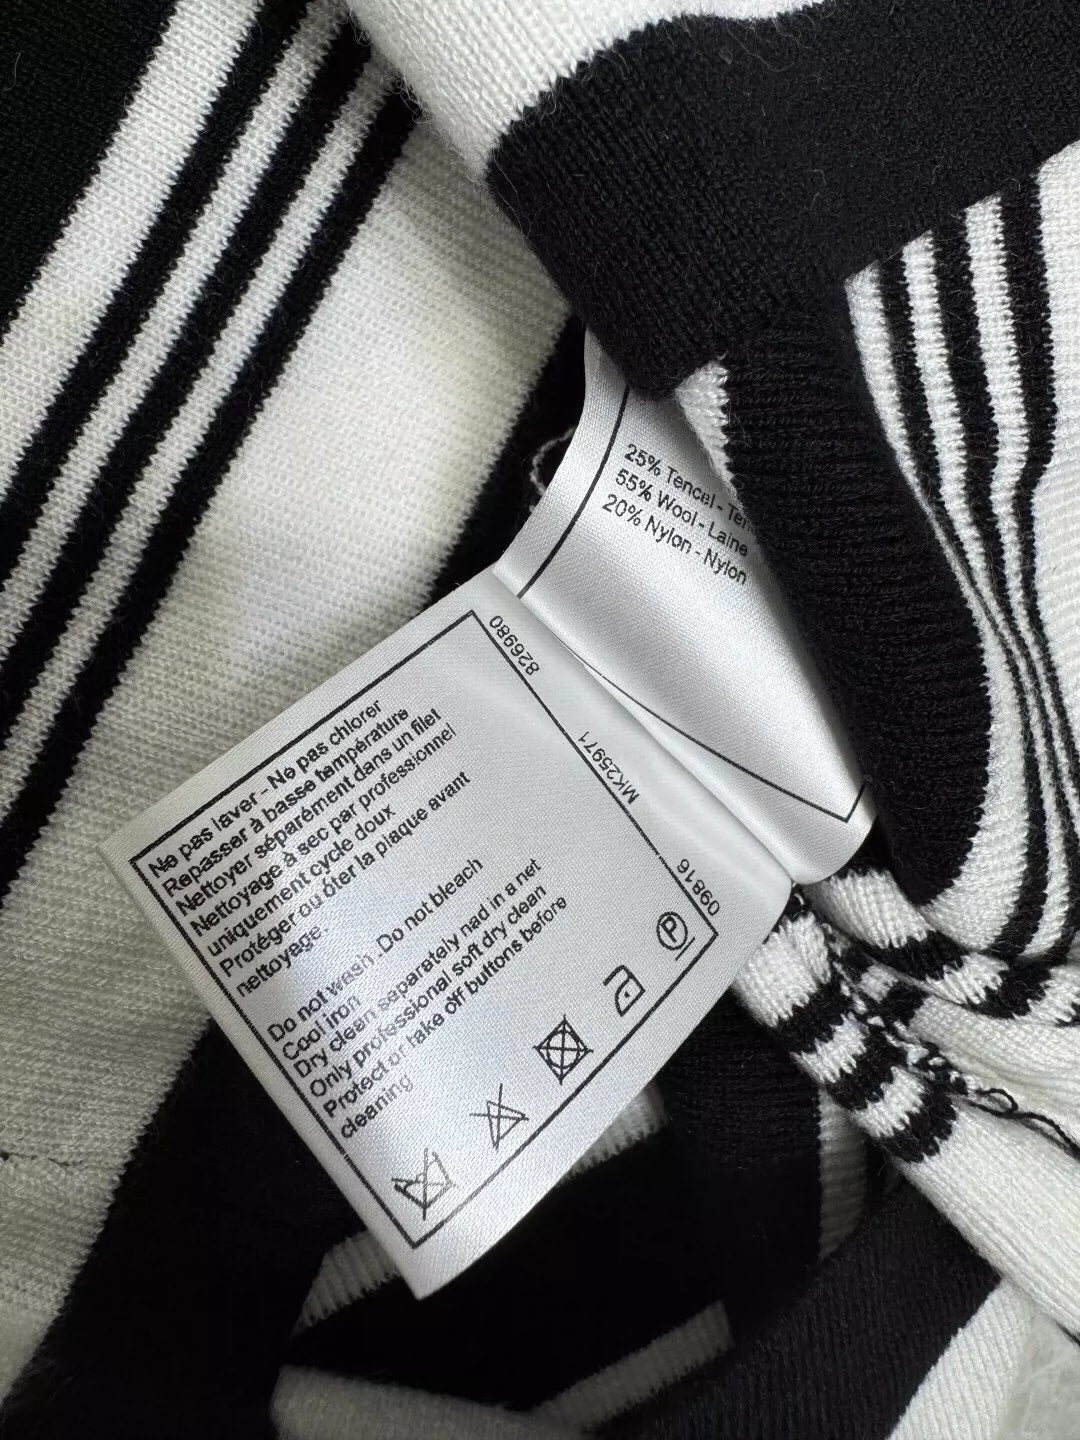 25% Tencel - Te
55% Wool - Laine
20% Nylon - Nylon
826980
MK25971
09816
Ne pas laver - Ne pas chlorer
Repasser à basse température
Nettoyer séparément dans un filet
Nettoyage à sec par professionnel
uniquement cycle doux
Protéger ou ôter la plaque avant
nettoyage.
Do not wash . Do not bleach
Cool iron
Dry clean separately nad in a net
Only professional soft dry clean
Protect or take off buttons before
cleaning
P